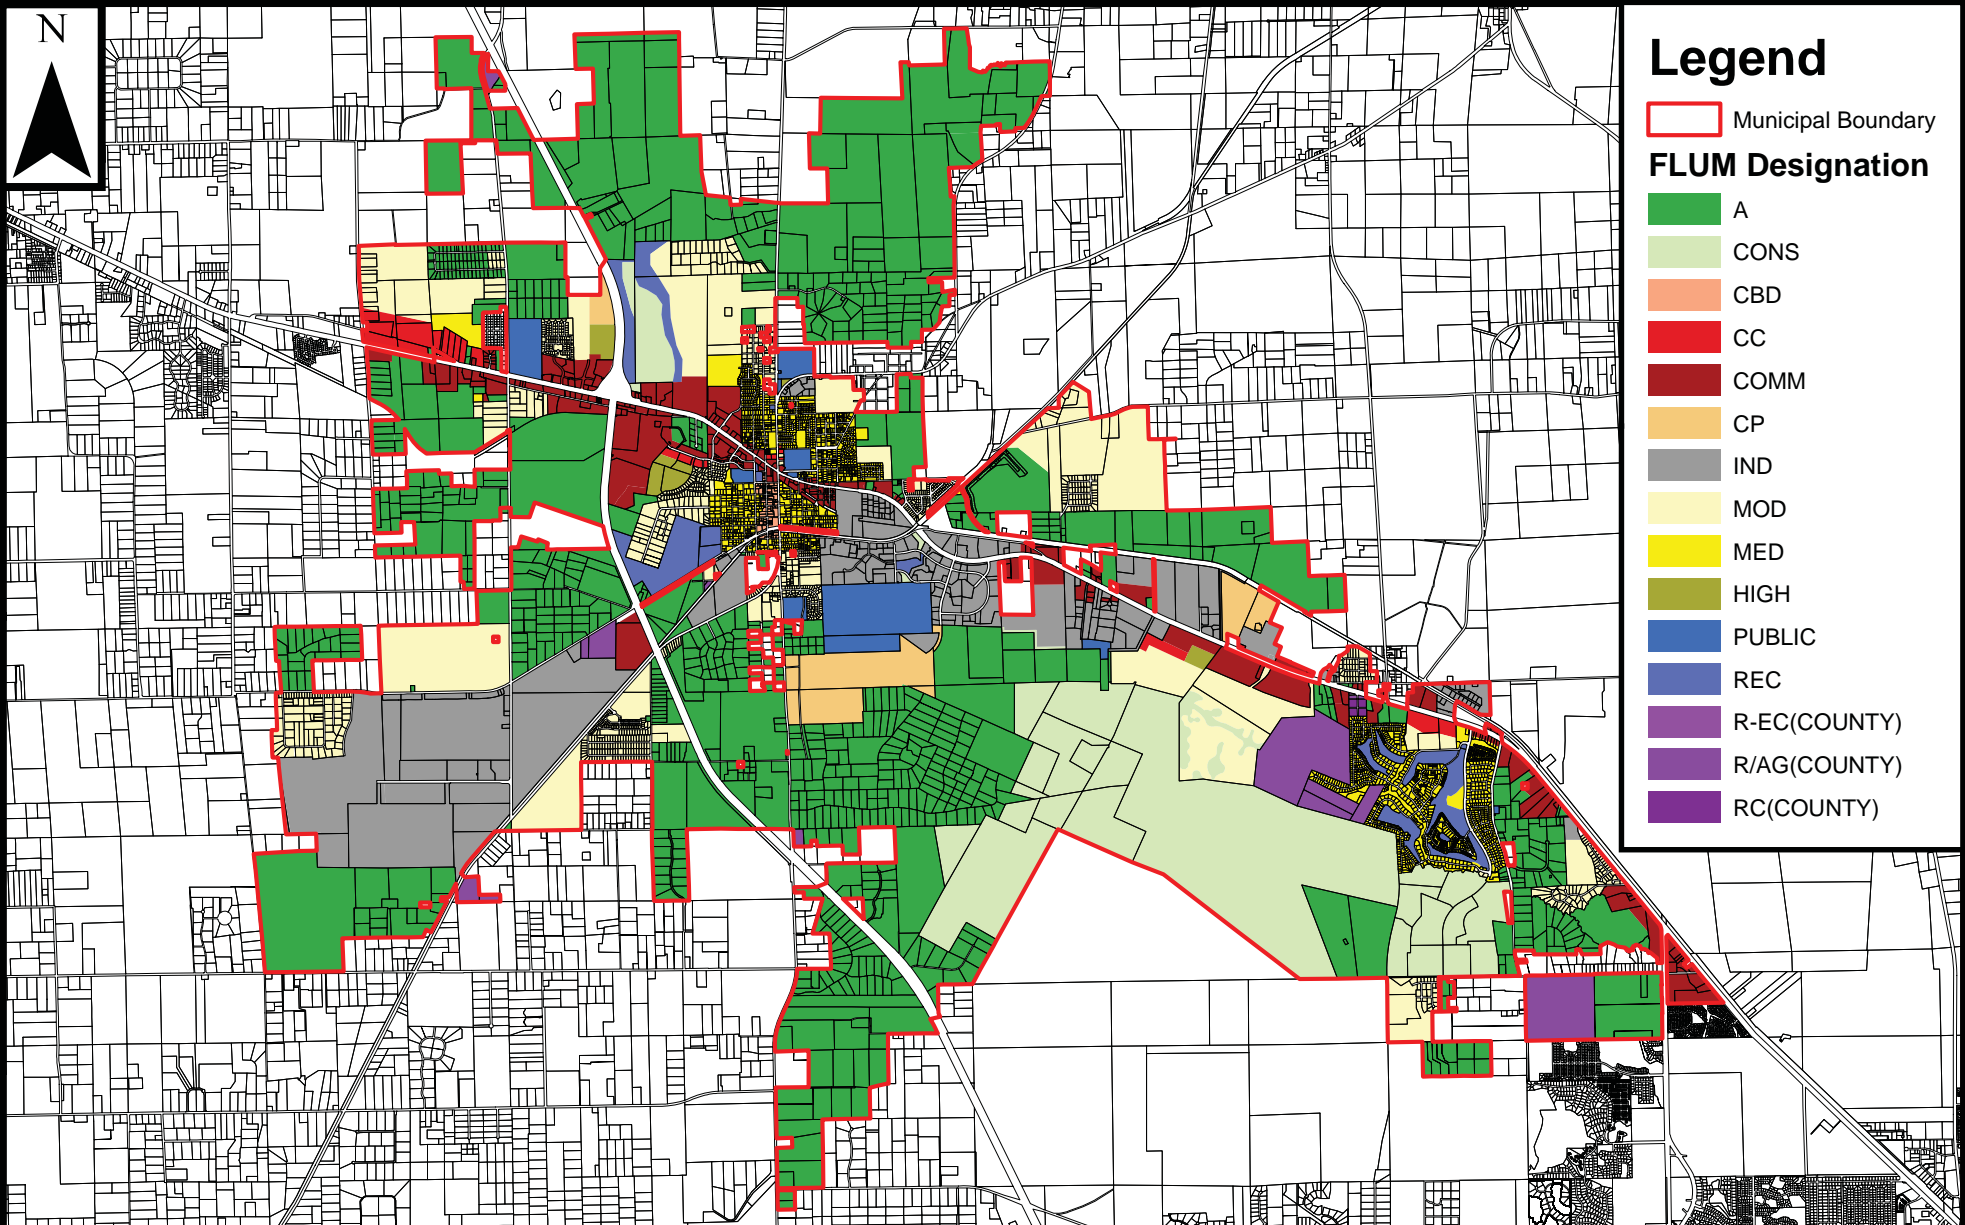 N
Legend
Municipal Boundary
FLUM Designation
A
CONS
CBD
CC
COMM
CP
IND
MOD
MED
HIGH
PUBLIC
REC
R-EC(COUNTY)
R/AG(COUNTY)
RC(COUNTY)